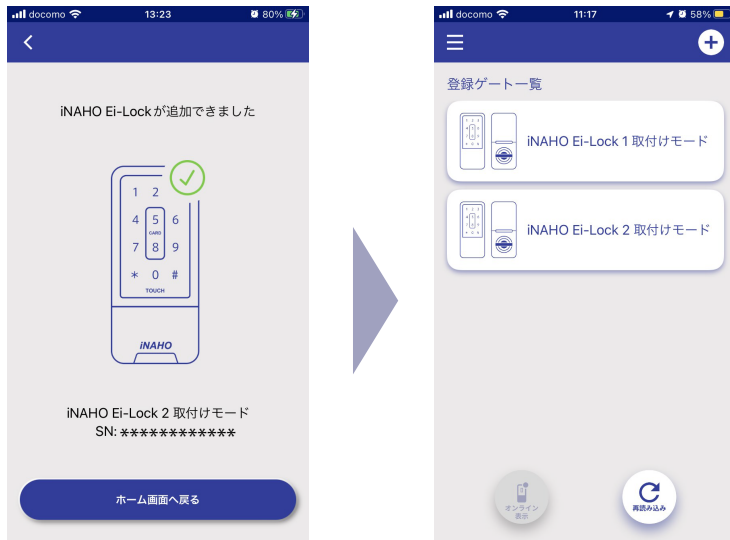 docomo 13:23 80%
iNAHO Ei-Lockが追加できました
1 2
4 5 6
CARD
7 8 9
* 0 #
TOUCH
iNAHO
iNAHO Ei-Lock 2 取付けモード
SN: ************
ホーム画面へ戻る
docomo 11:17 58%
登録ゲート一覧
iNAHO Ei-Lock 1 取付けモード
iNAHO Ei-Lock 2 取付けモード
オンライン
表示
再読み込み